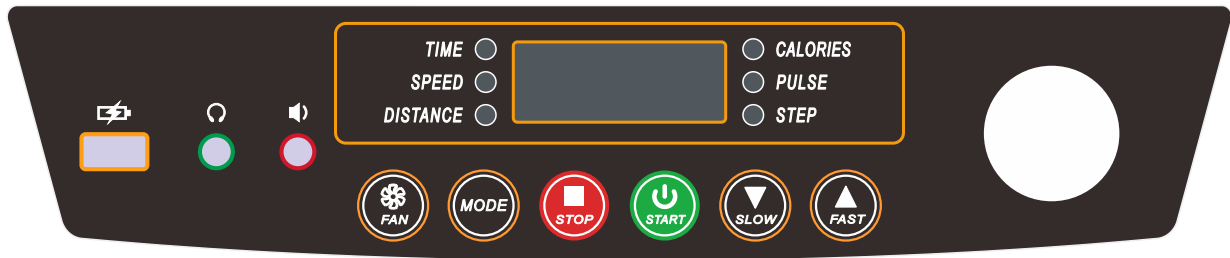 TIME
SPEED
DISTANCE
CALORIES
PULSE
STEP
FAN
MODE
STOP
START
SLOW
FAST